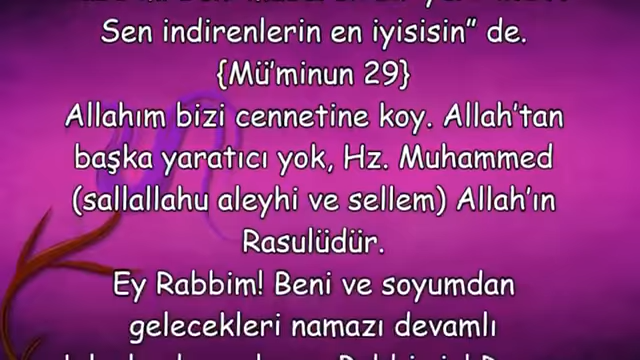 Sen indirenlerin en iyisisin” de.
{Mü’minun 29}
Allahım bizi cennetine koy. Allah’tan
başka yaratıcı yok, Hz. Muhammed
(sallallahu aleyhi ve sellem) Allah’ın
Rasulüdür.
Ey Rabbim! Beni ve soyumdan
gelecekleri namazı devamlı